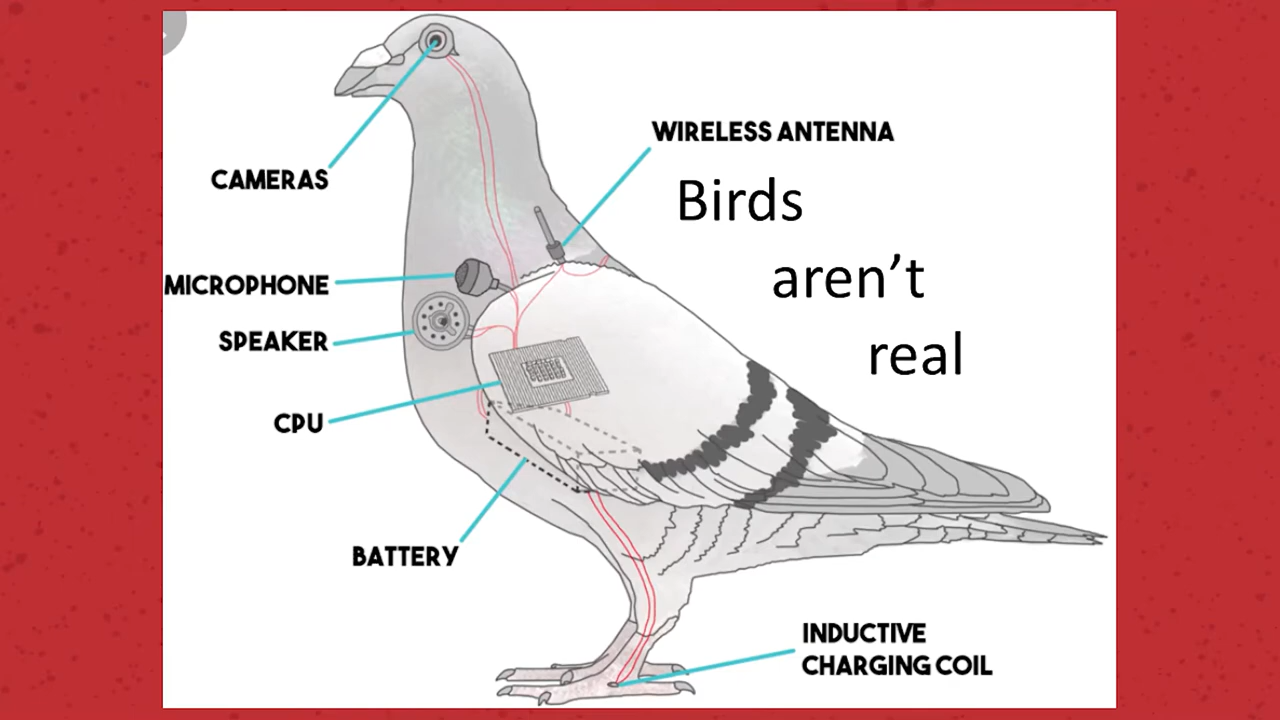 WIRELESS ANTENNA
CAMERAS
Birds
aren’t
real
MICROPHONE
SPEAKER
CPU
BATTERY
INDUCTIVE
CHARGING COIL